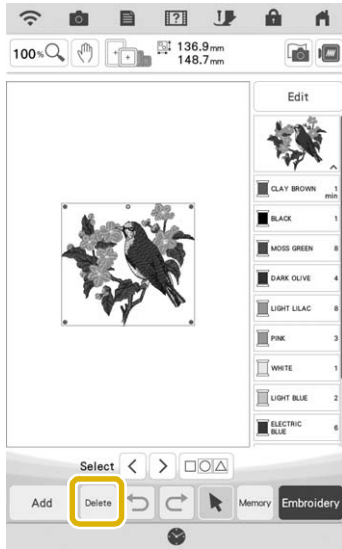 100%
136.9mm
148.7mm
Edit
CLAY BROWN 1
min
BLACK 1
MOSS GREEN 8
DARK OLIVE 4
LIGHT LILAC 8
PINK 3
WHITE 1
LIGHT BLUE 2
ELECTRIC
BLUE 6
Select
Add
Delete
Memory
Embroidery